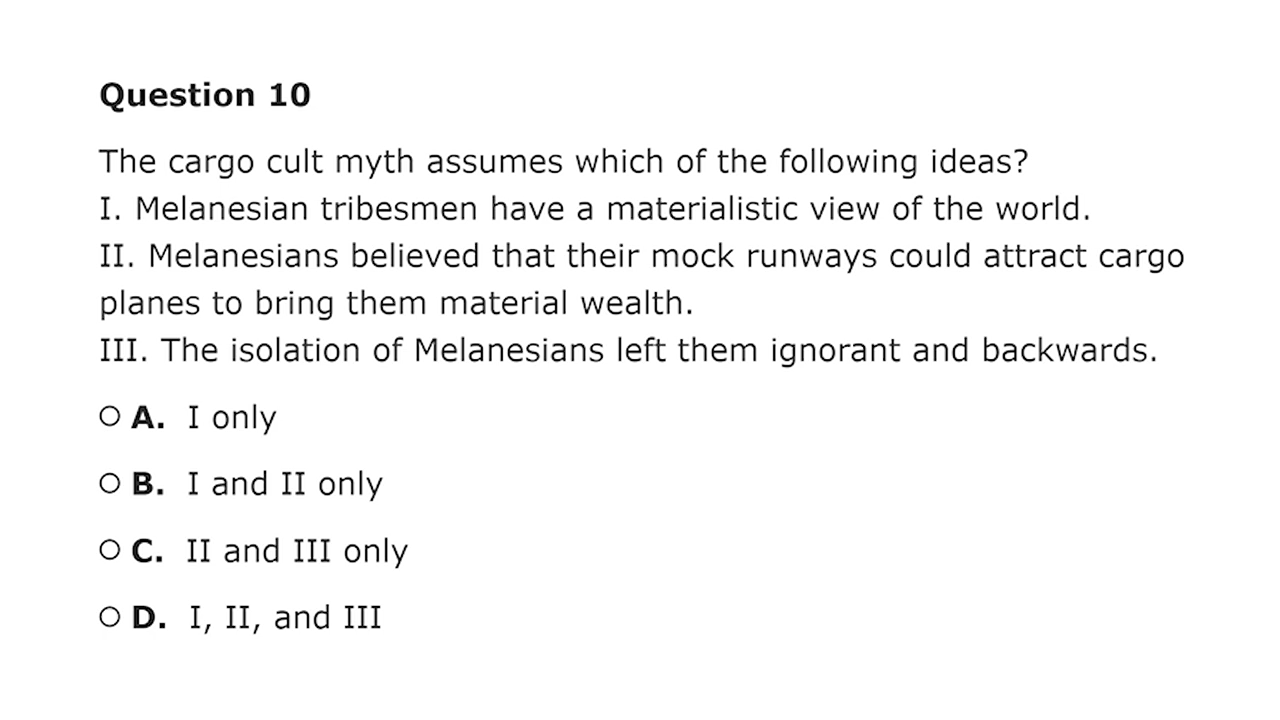 Question 10
The cargo cult myth assumes which of the following ideas?
I. Melanesian tribesmen have a materialistic view of the world.
II. Melanesians believed that their mock runways could attract cargo
planes to bring them material wealth.
III. The isolation of Melanesians left them ignorant and backwards.
A. I only
B. I and II only
C. II and III only
D. I, II, and III